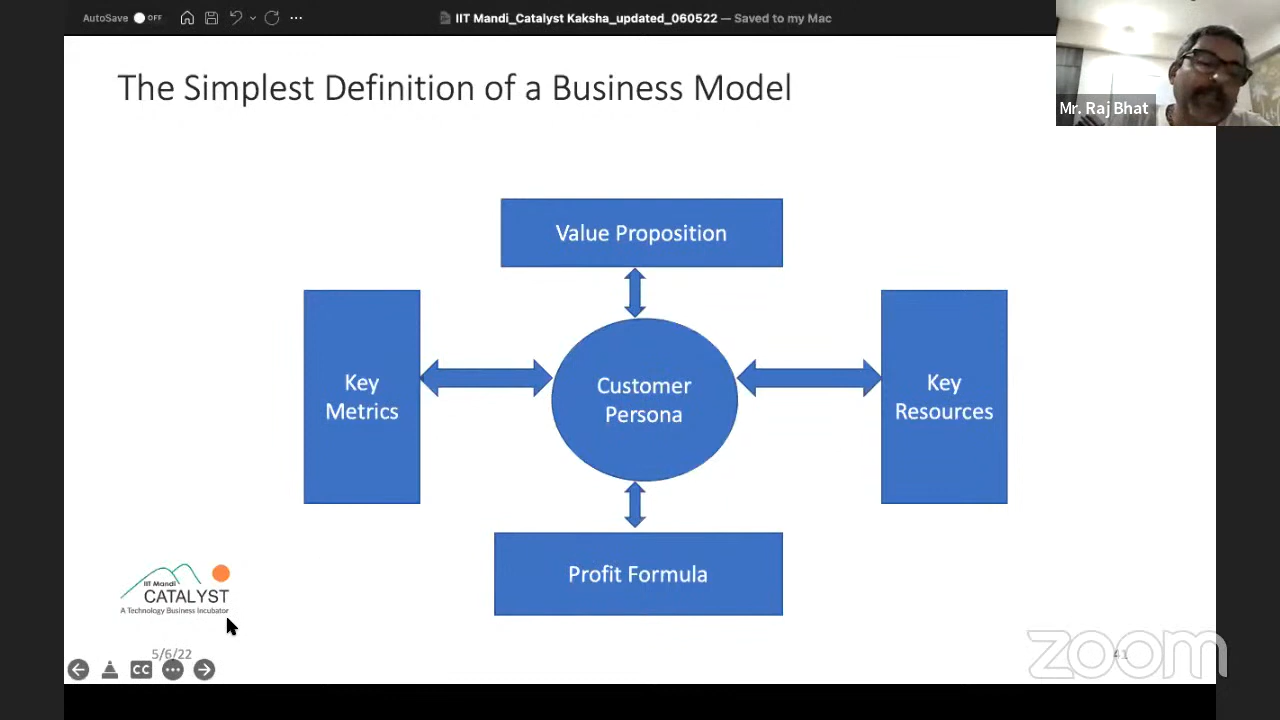 AutoSave OFF
IIT Mandi_Catalyst Kaksha_updated_060522 — Saved to my Mac
Mr. Raj Bhat
The Simplest Definition of a Business Model
Value Proposition
Key
Metrics
Customer
Persona
Key
Resources
Profit Formula
IIT Mandi
CATALYST
A Technology Business Incubator
5/6/22
CC
41
zoom